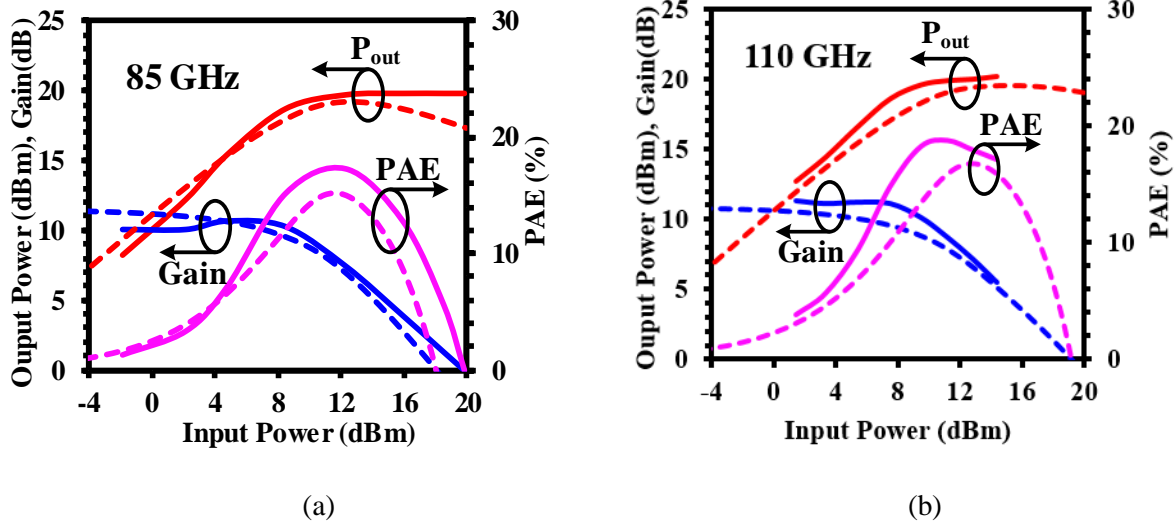 Ouput Power (dBm), Gain(dB)
25
20
15
10
5
0
85 GHz
P out
PAE
Gain
30
20
10
0
PAE (%)
-4 0 4 8 12 16 20
Input Power (dBm)
(a)
Ouput Power (dBm), Gain(dB)
25
20
15
10
5
0
110 GHz
P out
PAE
Gain
30
20
10
0
PAE (%)
-4 0 4 8 12 16 20
Input Power (dBm)
(b)